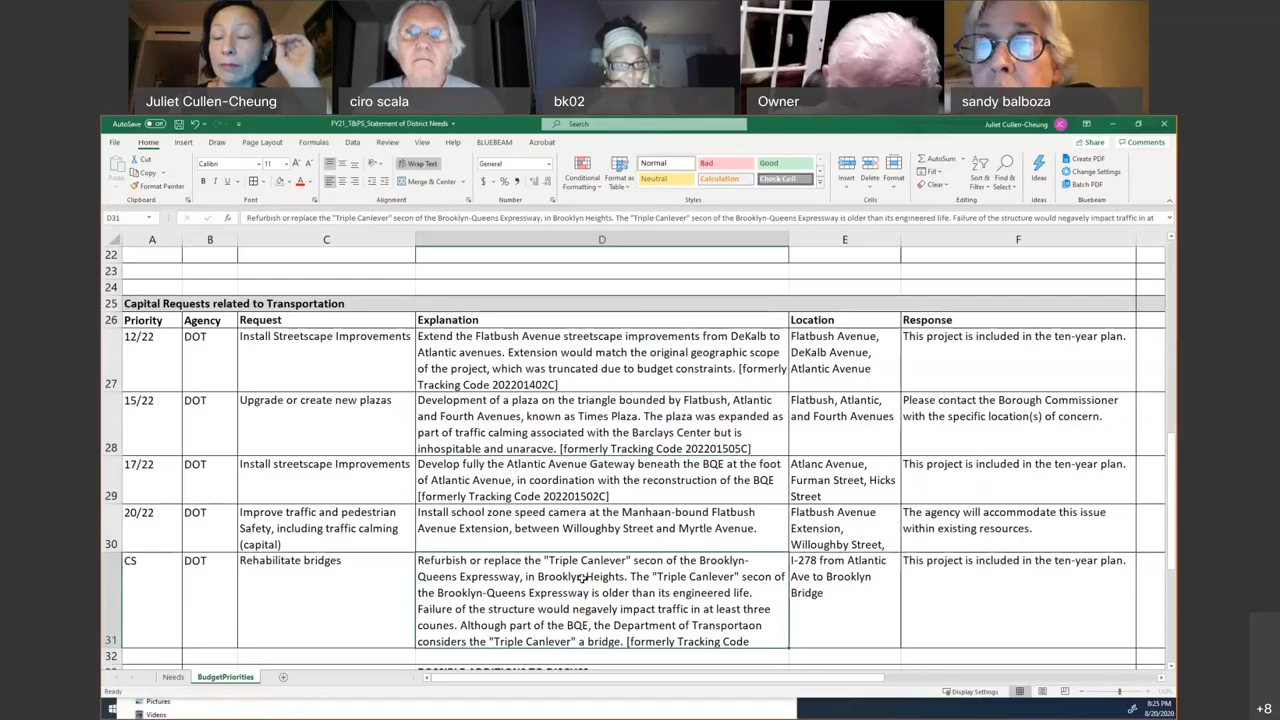 Juliet Cullen-Cheung
ciro scala
bk02
Owner
sandy balboza
AutoSave Off
FY21_T&PS_Statement of District Needs
Search
Juliet Cullen-Cheung JC
File Home Insert Draw Page Layout Formulas Data Review View Help BLUEBEAM Acrobat
Share Comments
Cut
Copy
Format Painter
Paste
Calibri 11
Wrap Text
Merge & Center
General
Conditional Formatting
Format as Table
Normal Bad Good
Neutral Calculation Check Cell
Insert Delete Format
AutoSum
Fill
Clear
Sort & Filter
Find & Select
Ideas
Create PDF
Change Settings
Batch PDF
Clipboard Font Alignment Number Styles Cells Editing Ideas Bluebeam
D31
Refurbish or replace the "Triple Canlever" secon of the Brooklyn-Queens Expressway, in Brooklyn Heights. The "Triple Canlever" secon of the Brooklyn-Queens Expressway is older than its engineered life. Failure of the structure would negavely impact traffic in at
A B C D E F
22
23
24
25 Capital Requests related to Transportation
26 Priority Agency Request Explanation Location Response
12/22 DOT Install Streetscape Improvements Extend the Flatbush Avenue streetscape improvements from DeKalb to Flatbush Avenue, This project is included in the ten-year plan.
Atlantic avenues. Extension would match the original geographic scope DeKalb Avenue,
of the project, which was truncated due to budget constraints. [formerly Atlantic Avenue
27 Tracking Code 202201402C]
15/22 DOT Upgrade or create new plazas Development of a plaza on the triangle bounded by Flatbush, Atlantic Flatbush, Atlantic, Please contact the Borough Commissioner
and Fourth Avenues, known as Times Plaza. The plaza was expanded as and Fourth Avenues with the specific location(s) of concern.
part of traffic calming associated with the Barclays Center but is
28 inhospitable and unaracve. [formerly Tracking Code 202201505C]
17/22 DOT Install streetscape Improvements Develop fully the Atlantic Avenue Gateway beneath the BQE at the foot Atlanc Avenue, This project is included in the ten-year plan.
of Atlantic Avenue, in coordination with the reconstruction of the BQE Furman Street, Hicks
29 [formerly Tracking Code 202201502C] Street
20/22 DOT Improve traffic and pedestrian Install school zone speed camera at the Manhaan-bound Flatbush Flatbush Avenue The agency will accommodate this issue
Safety, including traffic calming Avenue Extension, between Willoughby Street and Myrtle Avenue. Extension, within existing resources.
30 (capital) Willoughby Street,
CS DOT Rehabilitate bridges Refurbish or replace the "Triple Canlever" secon of the Brooklyn- I-278 from Atlantic This project is included in the ten-year plan.
Queens Expressway, in Brooklyn Heights. The "Triple Canlever" secon of Ave to Brooklyn
the Brooklyn-Queens Expressway is older than its engineered life. Bridge
Failure of the structure would negavely impact traffic in at least three
counes. Although part of the BQE, the Department of Transportaon
31 considers the "Triple Canlever" a bridge. [formerly Tracking Code
32
POSSIBLE ADDITIONS TO DISCUSS
Needs BudgetPriorities
Ready
Display Settings
Pictures
Videos
8:25 PM
8/20/2020
+8